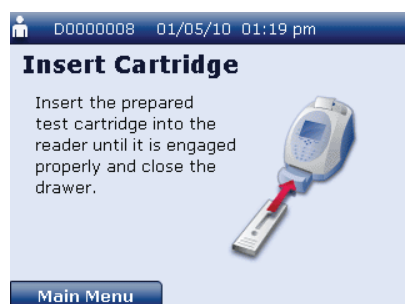 D0000008 01/05/10 01:19 pm
Insert Cartridge
Insert the prepared
test cartridge into the
reader until it is engaged
properly and close the
drawer.
Main Menu